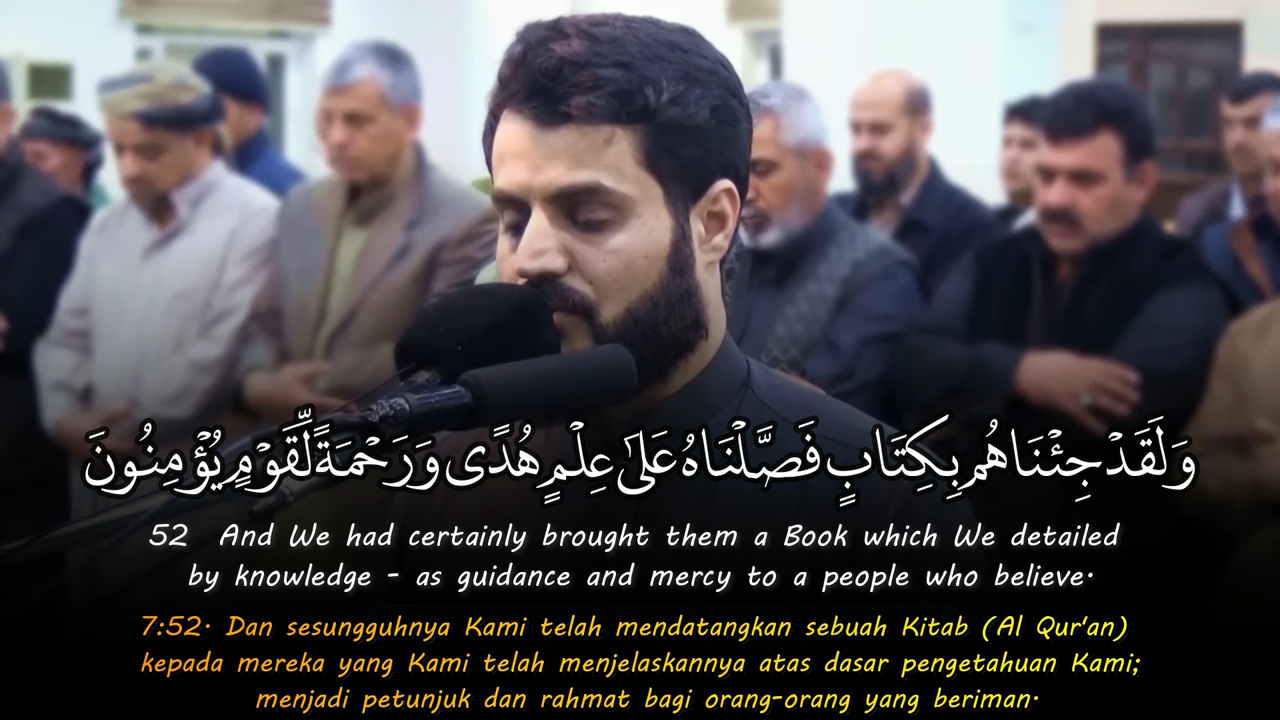 وَلَقَدْ جِئْنَاهُم بِكِتَابٍ فَصَّلْنَاهُ عَلَىٰ عِلْمٍ هُدًى وَرَحْمَةً لِّقَوْمٍ يُؤْمِنُونَ
52 And We had certainly brought them a Book which We detailed
by knowledge - as guidance and mercy to a people who believe.
7:52. Dan sesungguhnya Kami telah mendatangkan sebuah Kitab (Al Qur'an)
kepada mereka yang Kami telah menjelaskannya atas dasar pengetahuan Kami;
menjadi petunjuk dan rahmat bagi orang-orang yang beriman.